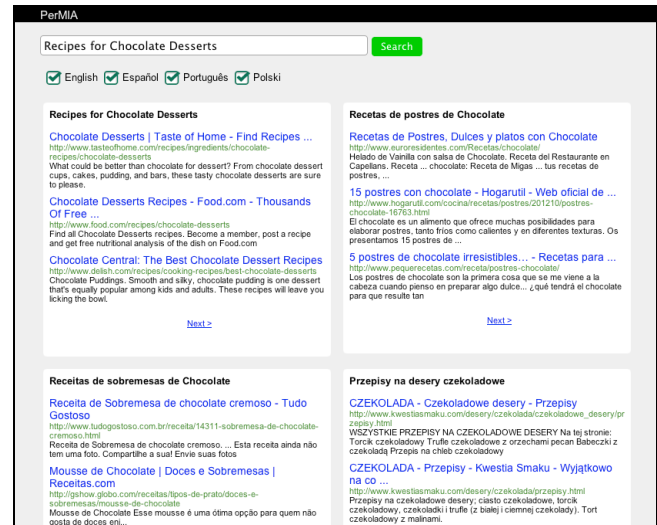 PerMIA
Recipes for Chocolate Desserts
Search
English Español Português Polski
Recipes for Chocolate Desserts
Chocolate Desserts | Taste of Home - Find Recipes ...
http://www.tasteofhome.com/recipes/ingredients/chocolate-
recipes/chocolate-desserts
What could be better than chocolate for dessert? From chocolate dessert
cups, cakes, pudding, and bars, these tasty chocolate desserts are sure
to please.
Chocolate Desserts Recipes - Food.com - Thousands
Of Free ...
http://www.food.com/recipes/chocolate-desserts
Find all Chocolate Desserts recipes. Become a member, post a recipe
and get free nutritional analysis of the dish on Food.com
Chocolate Central: The Best Chocolate Dessert Recipes
http://www.delish.com/recipes/cooking-recipes/best-chocolate-desserts
Chocolate Puddings. Smooth and silky, chocolate pudding is one dessert
that's equally popular among kids and adults. These recipes will leave you
licking the bowl.
Next >
Recetas de postres de Chocolate
Recetas de Postres, Dulces y platos con Chocolate
http://www.euroresidentes.com/Recetas/chocolate/
Helado de Vainilla con salsa de Chocolate. Receta del Restaurante en
Capellans. Receta ... chocolate: Receta de Migas ... tus recetas de
postres, ...
15 postres con chocolate - Hogarutil - Web oficial de ...
http://www.hogarutil.com/cocina/recetas/postres/201210/postres-
chocolate-16763.html
El chocolate es un alimento que ofrece muchas posibilidades para
elaborar postres, tanto fríos como calientes y en diferentes texturas. Os
presentamos 15 postres de ...
5 postres de chocolate irresistibles… - Recetas para ...
http://www.pequerecetas.com/receta/postres-chocolate/
Los postres de chocolate son la primera cosa que se me viene a la
cabeza cuando pienso en preparar algo dulce... ¿qué tendrá el chocolate
para que resulte tan
Next >
Receitas de sobremesas de Chocolate
Receita de Sobremesa de chocolate cremoso - Tudo
Gostoso
http://www.tudogostoso.com.br/receita/14311-sobremesa-de-chocolate-
cremoso.html
Receita de Sobremesa de chocolate cremoso. ... Esta receita ainda não
tem uma foto. Compartilhe a sua! Envie suas fotos
Mousse de Chocolate | Doces e Sobremesas |
Receitas.com
http://gshow.globo.com/receitas/tipos-de-prato/doces-e-
sobremesas/mousse-de-chocolate
Mousse de Chocolate Esse mousse é uma ótima opção para quem não
gosta de doces eni...
Przepisy na desery czekoladowe
CZEKOLADA - Czekoladowe desery - Przepisy
http://www.kwestiasmaku.com/desery/czekolada/czekoladowe_desery/pr
zepisy.html
WSZYSTKIE PRZEPISY NA CZEKOLADOWE DESERY Na tej stronie:
Torcik czekoladowy Trufle czekoladowe z orzechami pecan Babeczki z
czekoladą Przepis na chleb czekoladowy
CZEKOLADA - Przepisy - Kwestia Smaku - Wyjątkowo
na co ...
http://www.kwestiasmaku.com/desery/czekolada/przepisy.html
Przepisy na czekoladowe desery; ciasto czekoladowe, torcik
czekoladowy, czekoladki i trufle (z białej i ciemnej czekolady). Tort
czekoladowy z malinami.